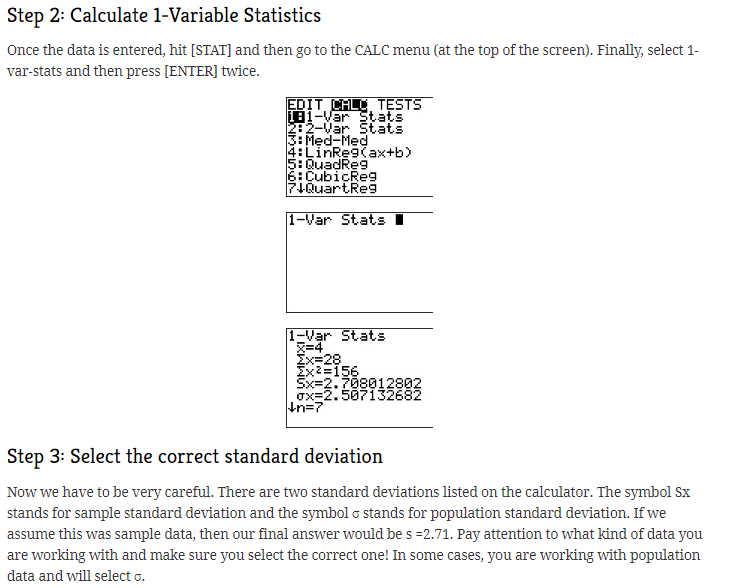 Step 2: Calculate 1-Variable Statistics
Once the data is entered, hit [STAT] and then go to the CALC menu (at the top of the screen). Finally, select 1-
var-stats and then press [ENTER] twice.
EDIT CALC TESTS
1:1-Var Stats
2:2-Var Stats
3:Med-Med
4:LinReg(ax+b)
5:QuadReg
6:CubicReg
7↓QuartReg
1-Var Stats
1-Var Stats
x̄=4
Σx=28
Σx²=156
Sx=2.708012802
σx=2.507132682
↓n=7
Step 3: Select the correct standard deviation
Now we have to be very careful. There are two standard deviations listed on the calculator. The symbol Sx
stands for sample standard deviation and the symbol σ stands for population standard deviation. If we
assume this was sample data, then our final answer would be s =2.71. Pay attention to what kind of data you
are working with and make sure you select the correct one! In some cases, you are working with population
data and will select σ.